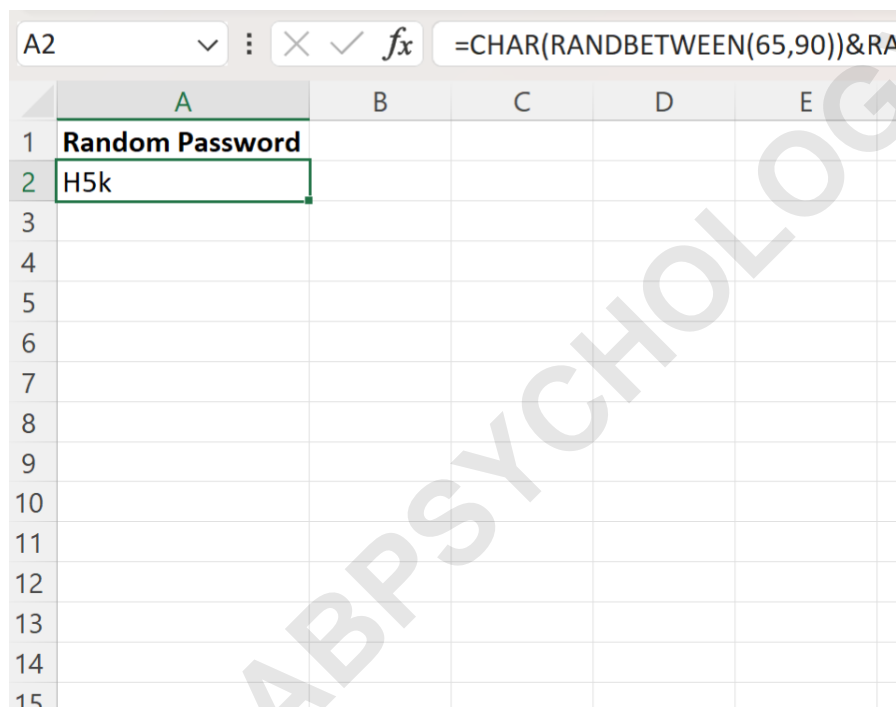 A2 fx =CHAR(RANDBETWEEN(65,90))&RA
A B C D E
1 Random Password
2 H5k
3
4
5
6
7
8
9
10
11
12
13
14
15
ABPSYCHOLOG